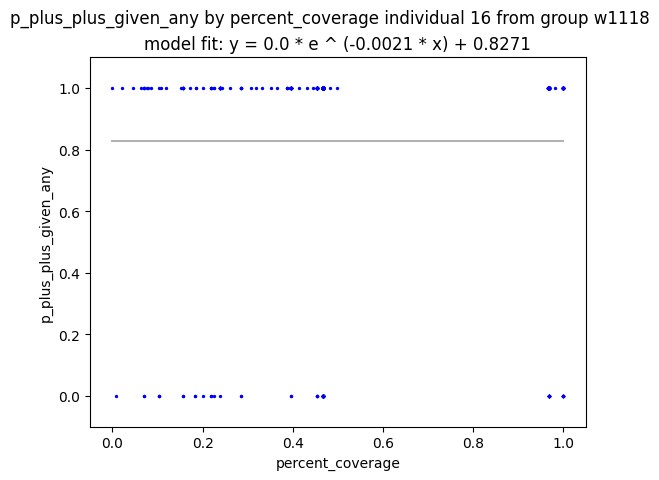 p_plus_plus_given_any by percent_coverage individual 16 from group w1118
model fit: y = 0.0 * e ^ (-0.0021 * x) + 0.8271
1.0
0.8
0.6
0.4
0.2
0.0
p_plus_plus_given_any
0.0 0.2 0.4 0.6 0.8 1.0
percent_coverage